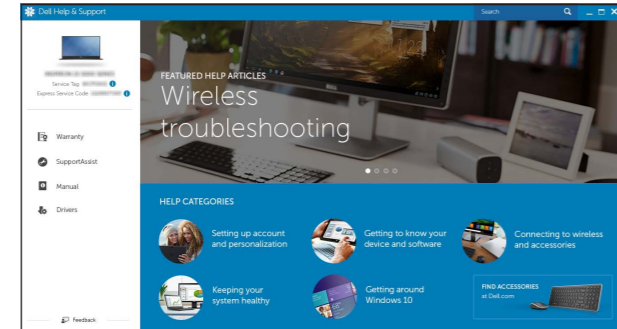 Dell Help & Support
Search
Service Tag:
Express Service Code:
Warranty
SupportAssist
Manual
Drivers
Feedback
FEATURED HELP ARTICLES
Wireless
troubleshooting
HELP CATEGORIES
Setting up account
and personalization
Getting to know your
device and software
Connecting to wireless
and accessories
Keeping your
system healthy
Getting around
Windows 10
FIND ACCESSORIES
at Dell.com